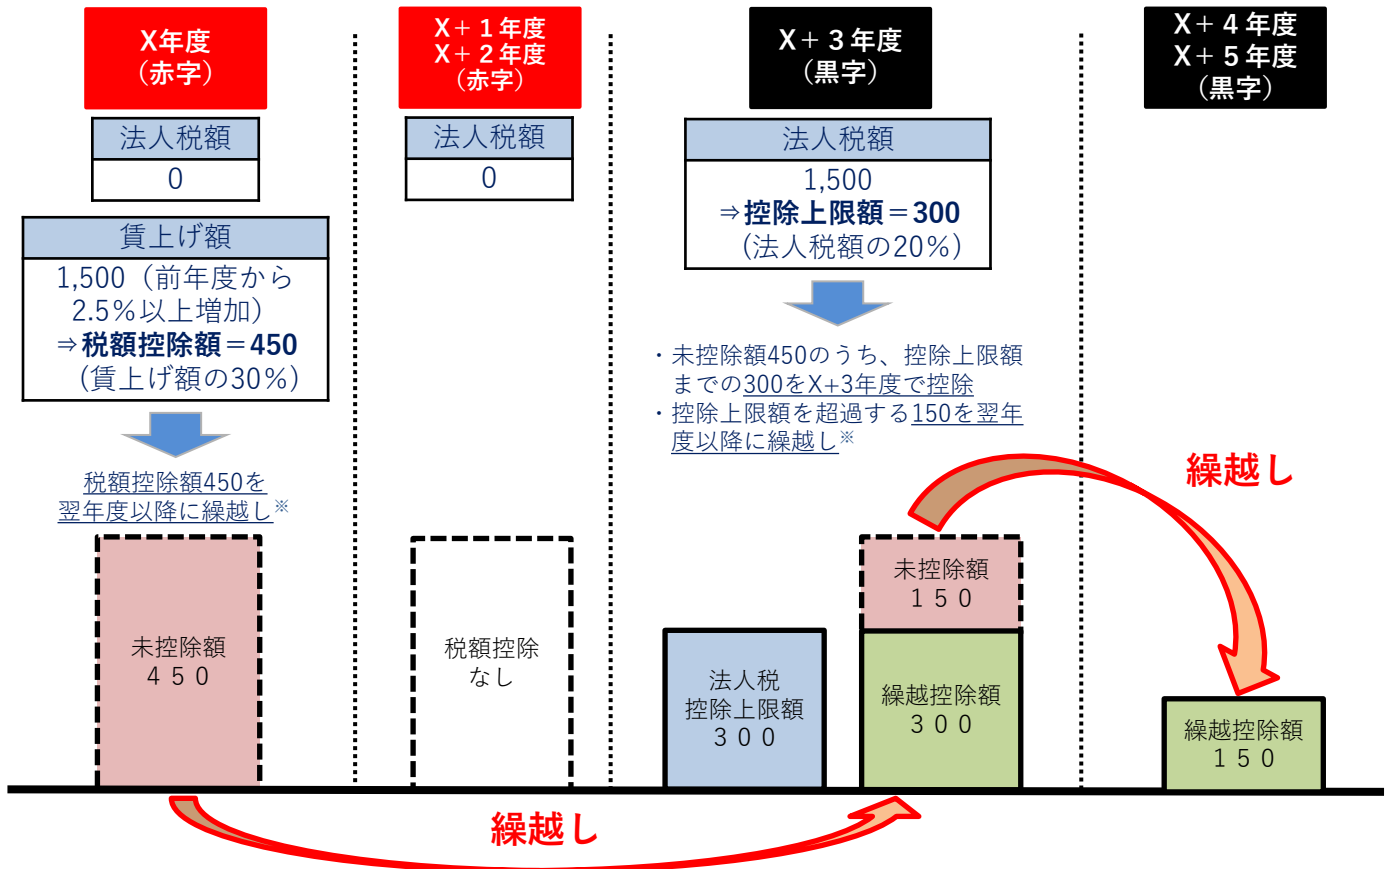 X年度
（赤字）
法人税額
0
賃上げ額
1,500（前年度から
2.5%以上増加）
⇒税額控除額＝450
（賃上げ額の30%）
税額控除額450を
翌年度以降に繰越し※
未控除額
４５０
X＋１年度
X＋２年度
（赤字）
法人税額
0
税額控除
なし
X＋３年度
（黒字）
法人税額
1,500
⇒控除上限額＝300
（法人税額の20%）
・未控除額450のうち、控除上限額
までの300をX+3年度で控除
・控除上限額を超過する150を翌年
度以降に繰越し※
法人税
控除上限額
３００
未控除額
１５０
繰越控除額
３００
X＋４年度
X＋５年度
（黒字）
繰越し
繰越控除額
１５０
繰越し